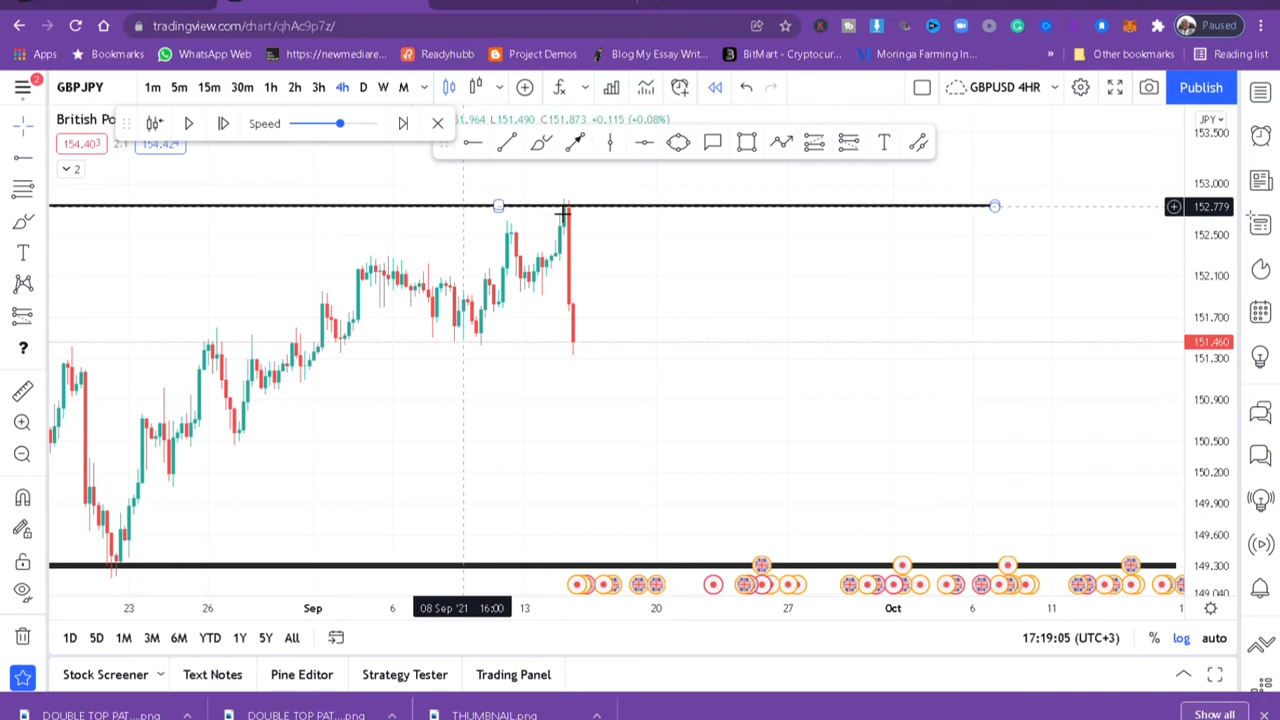 tradingview.com/chart/qhAc9p7z/
Paused
Apps
Bookmarks
WhatsApp Web
https://newmediare...
Readyhubb
Project Demos
Blog My Essay Writ...
BitMart - Cryptocur...
Moringa Farming In...
»
Other bookmarks
Reading list
2
GBPJPY
1m 5m 15m 30m 1h 2h 3h 4h D W M
GBPUSD 4HR
Publish
British Po
.964 L151.490 C151.873 +0.115 (+0.08%)
Speed
JPY
154.403
2.1
154.424
2
153.500
153.000
152.779
152.500
152.100
151.700
151.460
151.300
150.900
150.500
150.200
149.900
149.600
149.300
149.040
23 26 Sep 6 08 Sep '21 16:00 13 20 27 Oct 6 11 1
1D 5D 1M 3M 6M YTD 1Y 5Y All
17:19:05 (UTC+3)
% log auto
Stock Screener
Text Notes
Pine Editor
Strategy Tester
Trading Panel
DOUBLE TOP PAT....png
DOUBLE TOP PAT....png
THUMBNAIL.png
Show all